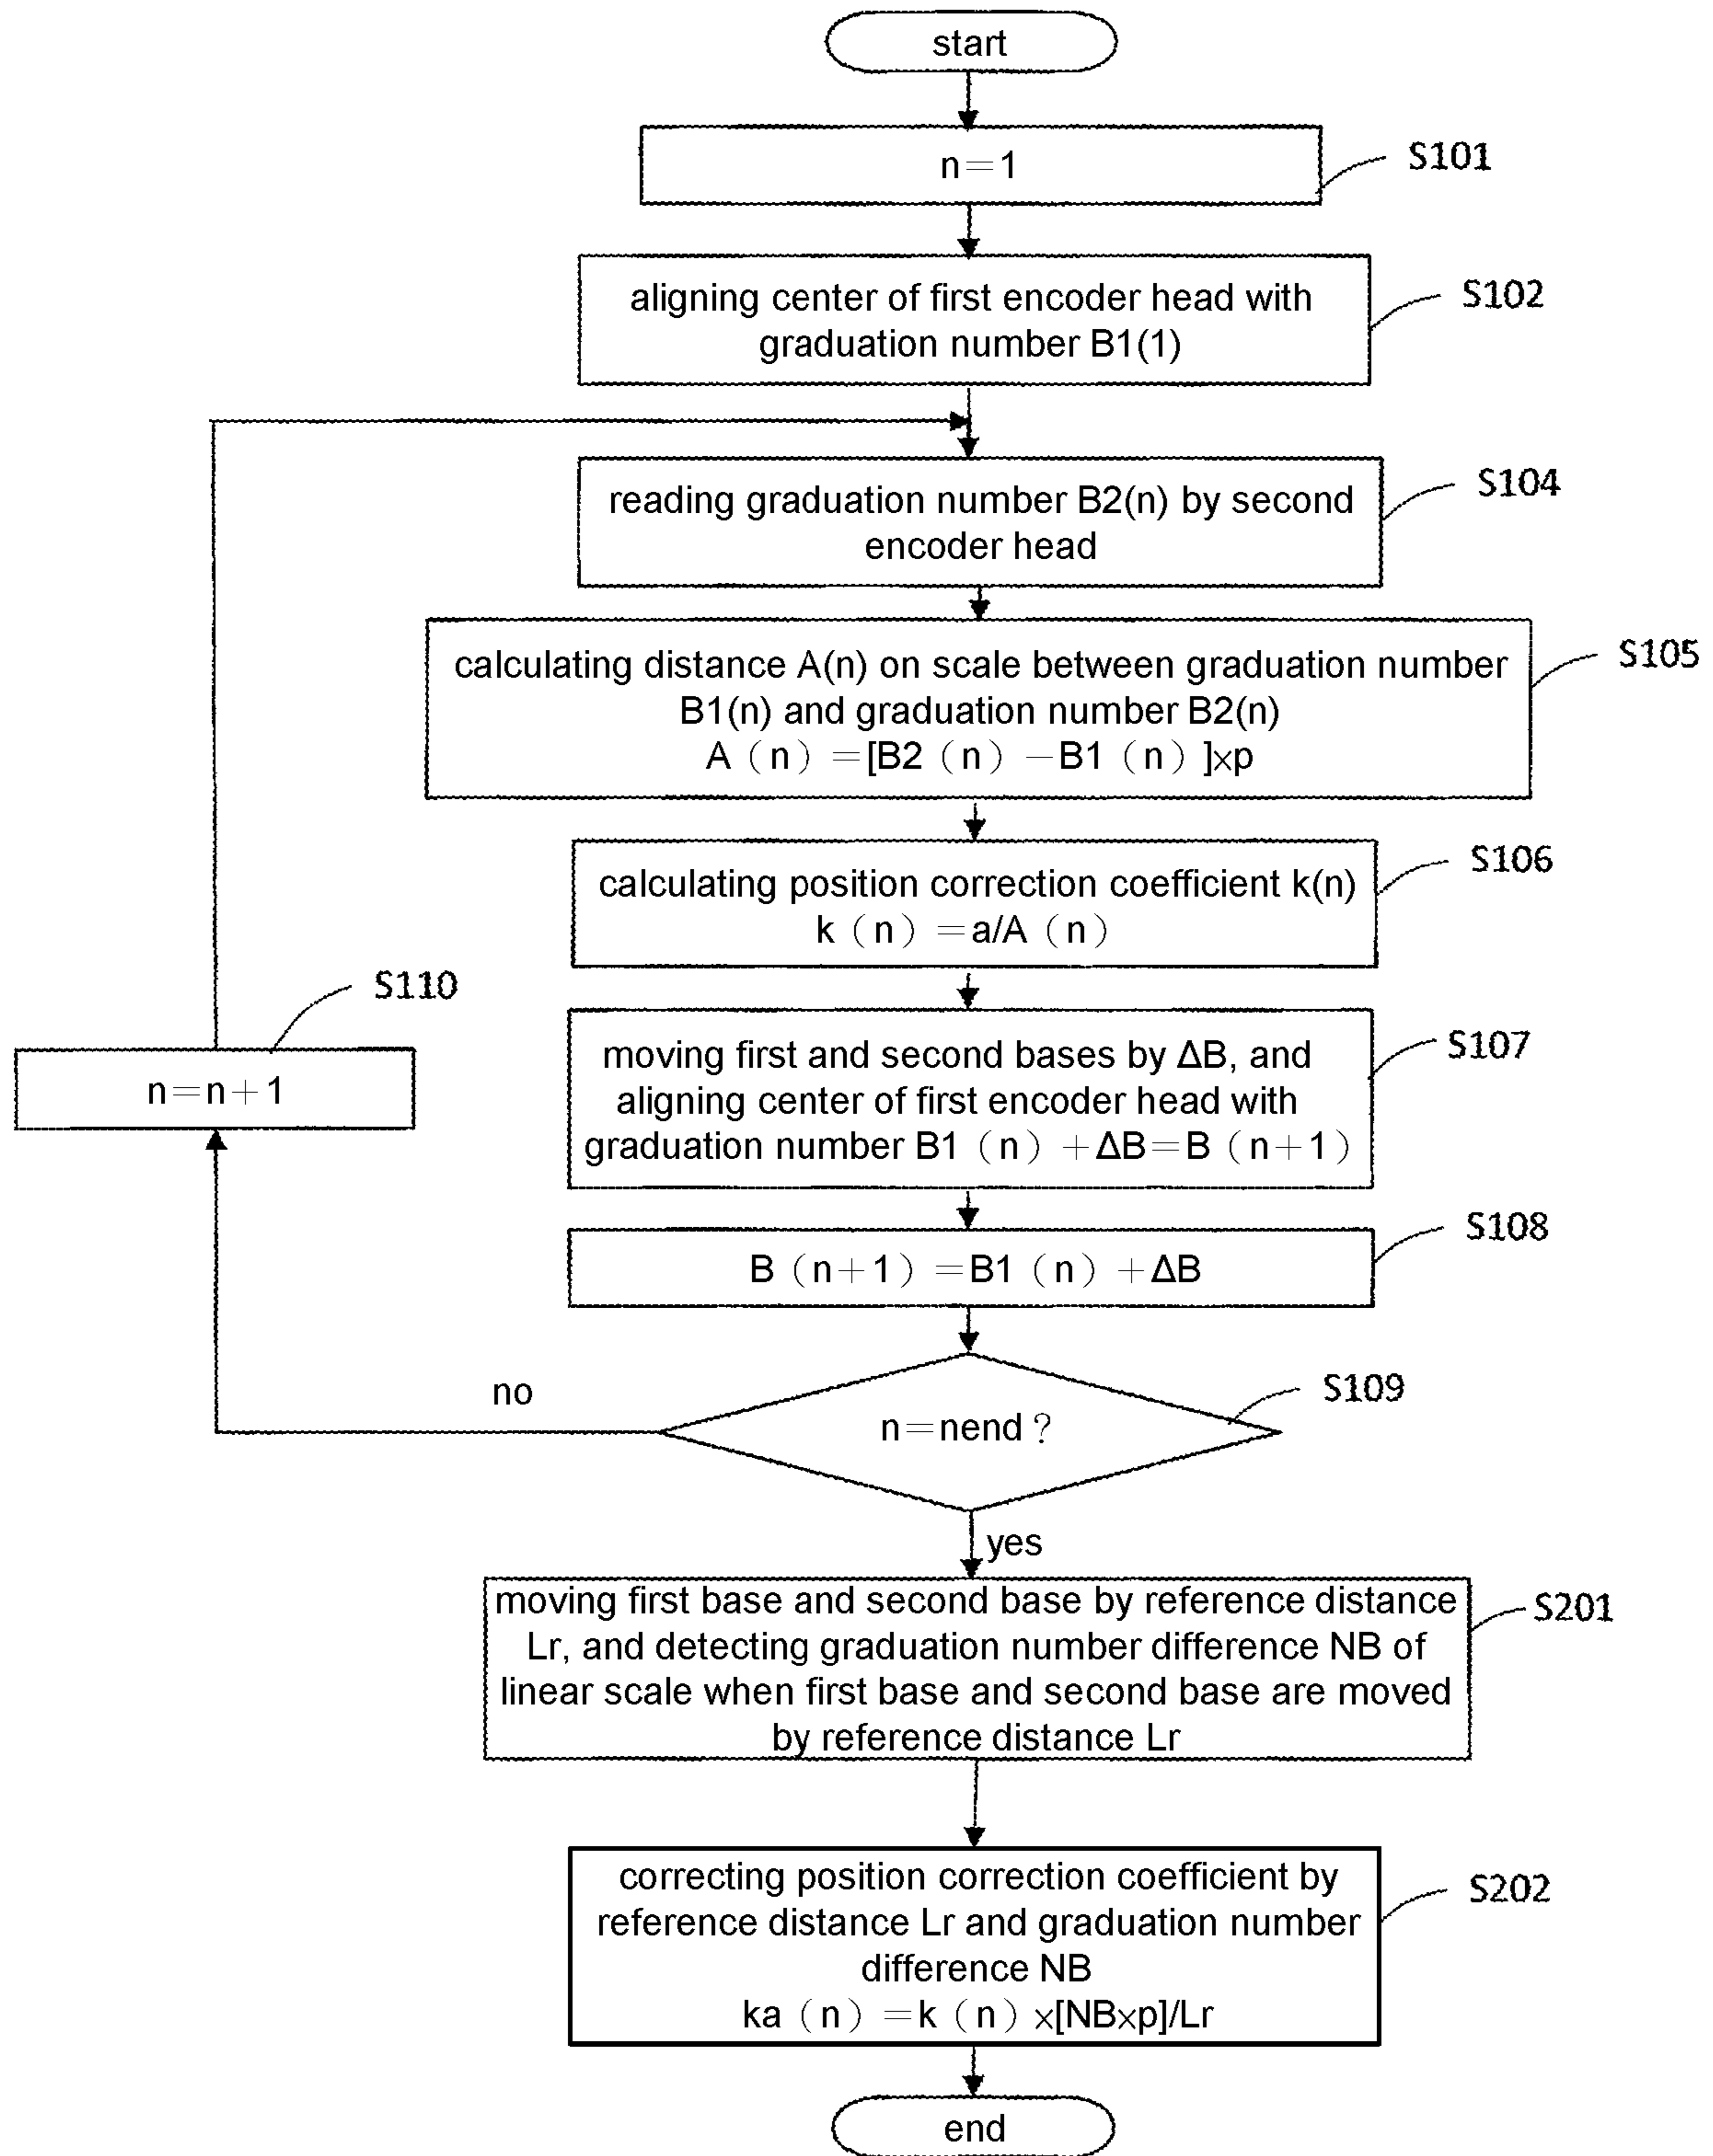 start
n=1
S101
aligning center of first encoder head with
graduation number B1(1)
S102
reading graduation number B2(n) by second
encoder head
S104
calculating distance A(n) on scale between graduation number
B1(n) and graduation number B2(n)
A（n）=[B2（n）−B1（n）]×p
S105
calculating position correction coefficient k(n)
k（n）=a/A（n）
S106
moving first and second bases by ΔB, and
aligning center of first encoder head with
graduation number B1（n）+ΔB=B（n+1）
S107
S110
n=n+1
B（n+1）=B1（n）+ΔB
S108
n=nend？
S109
no
yes
moving first base and second base by reference distance
Lr, and detecting graduation number difference NB of
linear scale when first base and second base are moved
by reference distance Lr
S201
correcting position correction coefficient by
reference distance Lr and graduation number
difference NB
ka（n）=k（n）×[NB×p]/Lr
S202
end